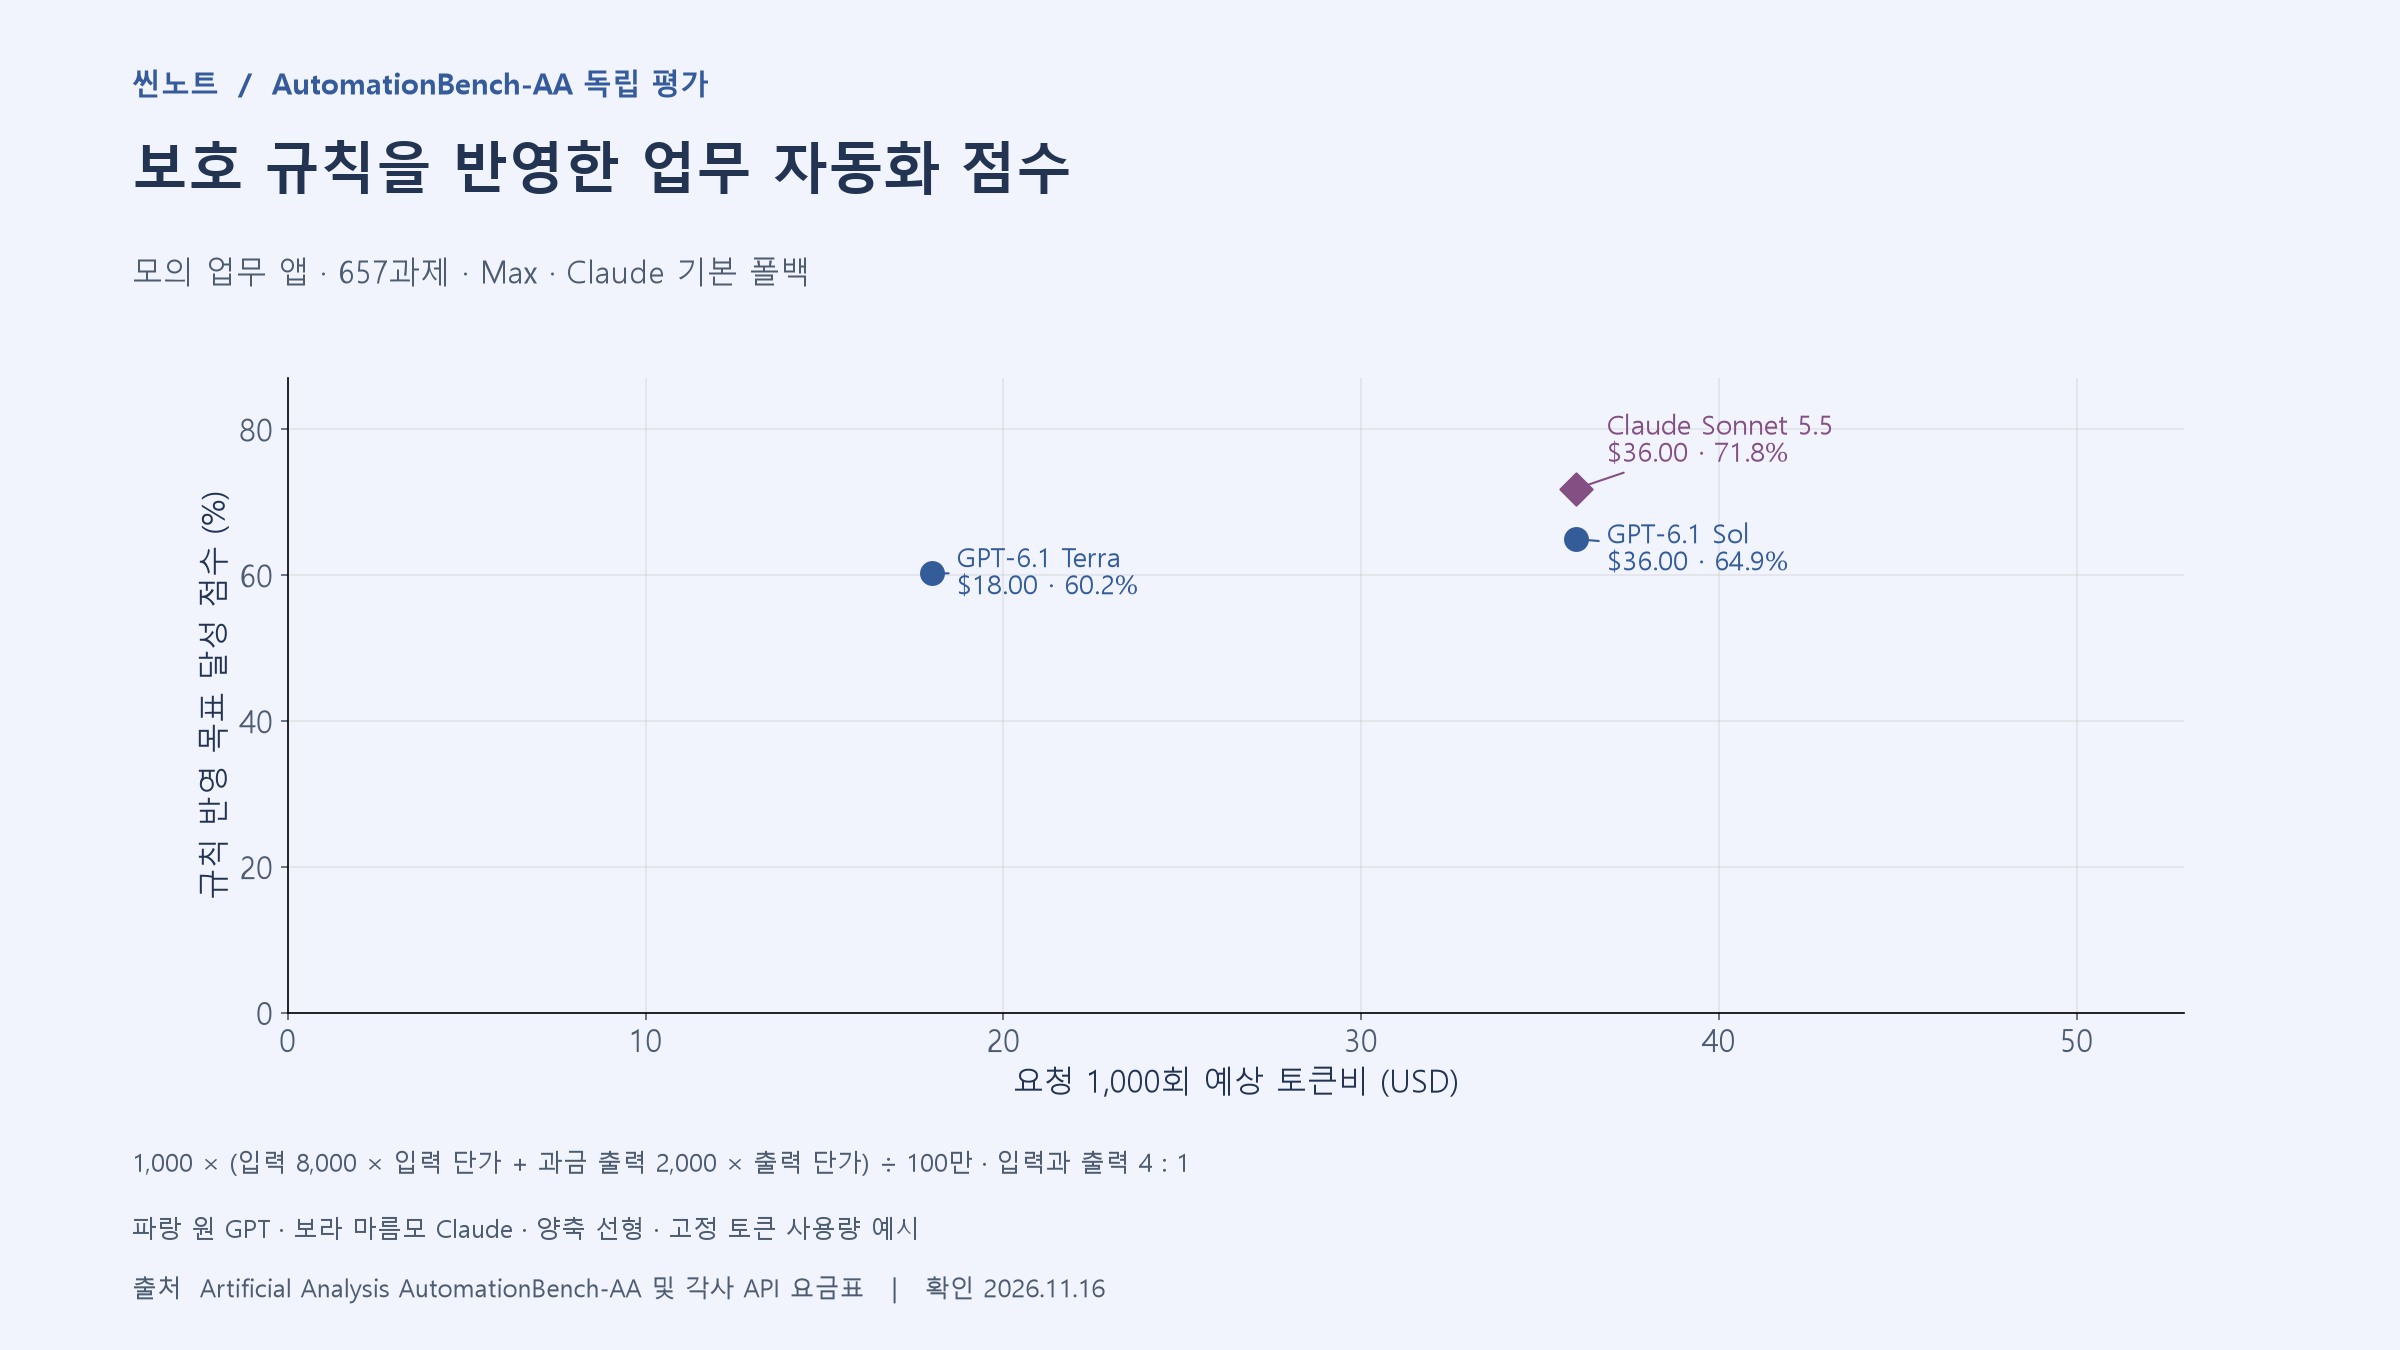 씬노트 / AutomationBench-AA 독립 평가
보호 규칙을 반영한 업무 자동화 점수
모의 업무 앱 · 657과제 · Max · Claude 기본 폴백
규칙 반영 목표 달성 점수 (%)
80
60
40
20
0
Claude Sonnet 5.5
$36.00 · 71.8%
GPT-6.1 Sol
$36.00 · 64.9%
GPT-6.1 Terra
$18.00 · 60.2%
0 10 20 30 40 50
요청 1,000회 예상 토큰비 (USD)
1,000 × (입력 8,000 × 입력 단가 + 과금 출력 2,000 × 출력 단가) ÷ 100만 · 입력과 출력 4 : 1
파랑 원 GPT · 보라 마름모 Claude · 양축 선형 · 고정 토큰 사용량 예시
출처 Artificial Analysis AutomationBench-AA 및 각사 API 요금표 | 확인 2026.11.16